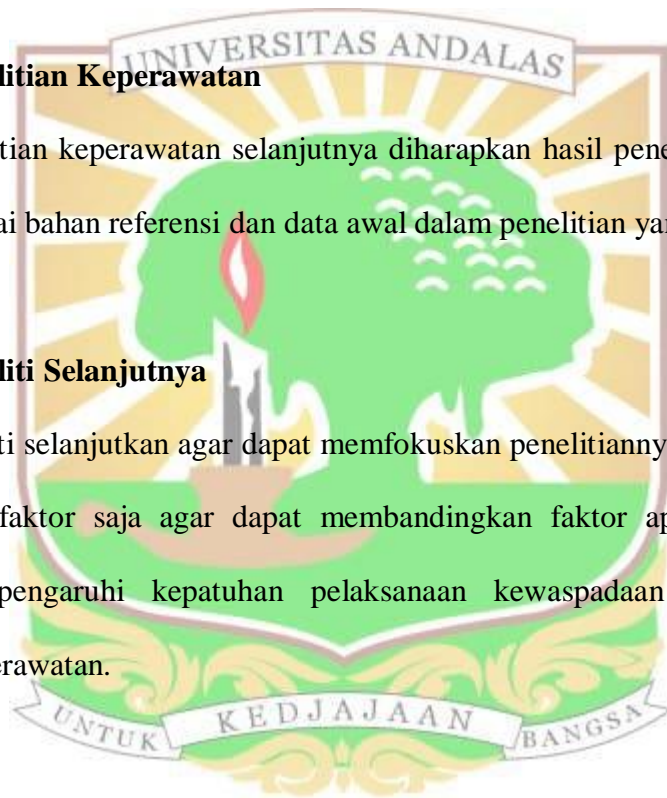 UNIVERSITAS ANDALAS
litian Keperawatan
tian keperawatan selanjutnya diharapkan hasil pene
ai bahan referensi dan data awal dalam penelitian ya
liti Selanjutnya
ti selanjutkan agar dapat memfokuskan penelitianny
faktor saja agar dapat membandingkan faktor ap
pengaruhi kepatuhan pelaksanaan kewaspadaan
erawatan.
UNTUK KEDJAJAAN BANGSA